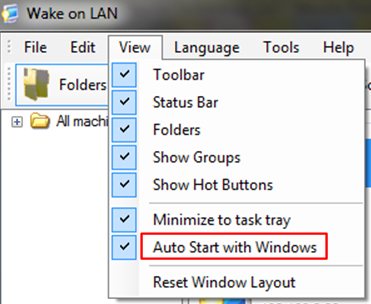 Wake on LAN
File Edit View Language Tools Help
Folders
All machi
Toolbar
Status Bar
Folders
Show Groups
Show Hot Buttons
Minimize to task tray
Auto Start with Windows
Reset Window Layout